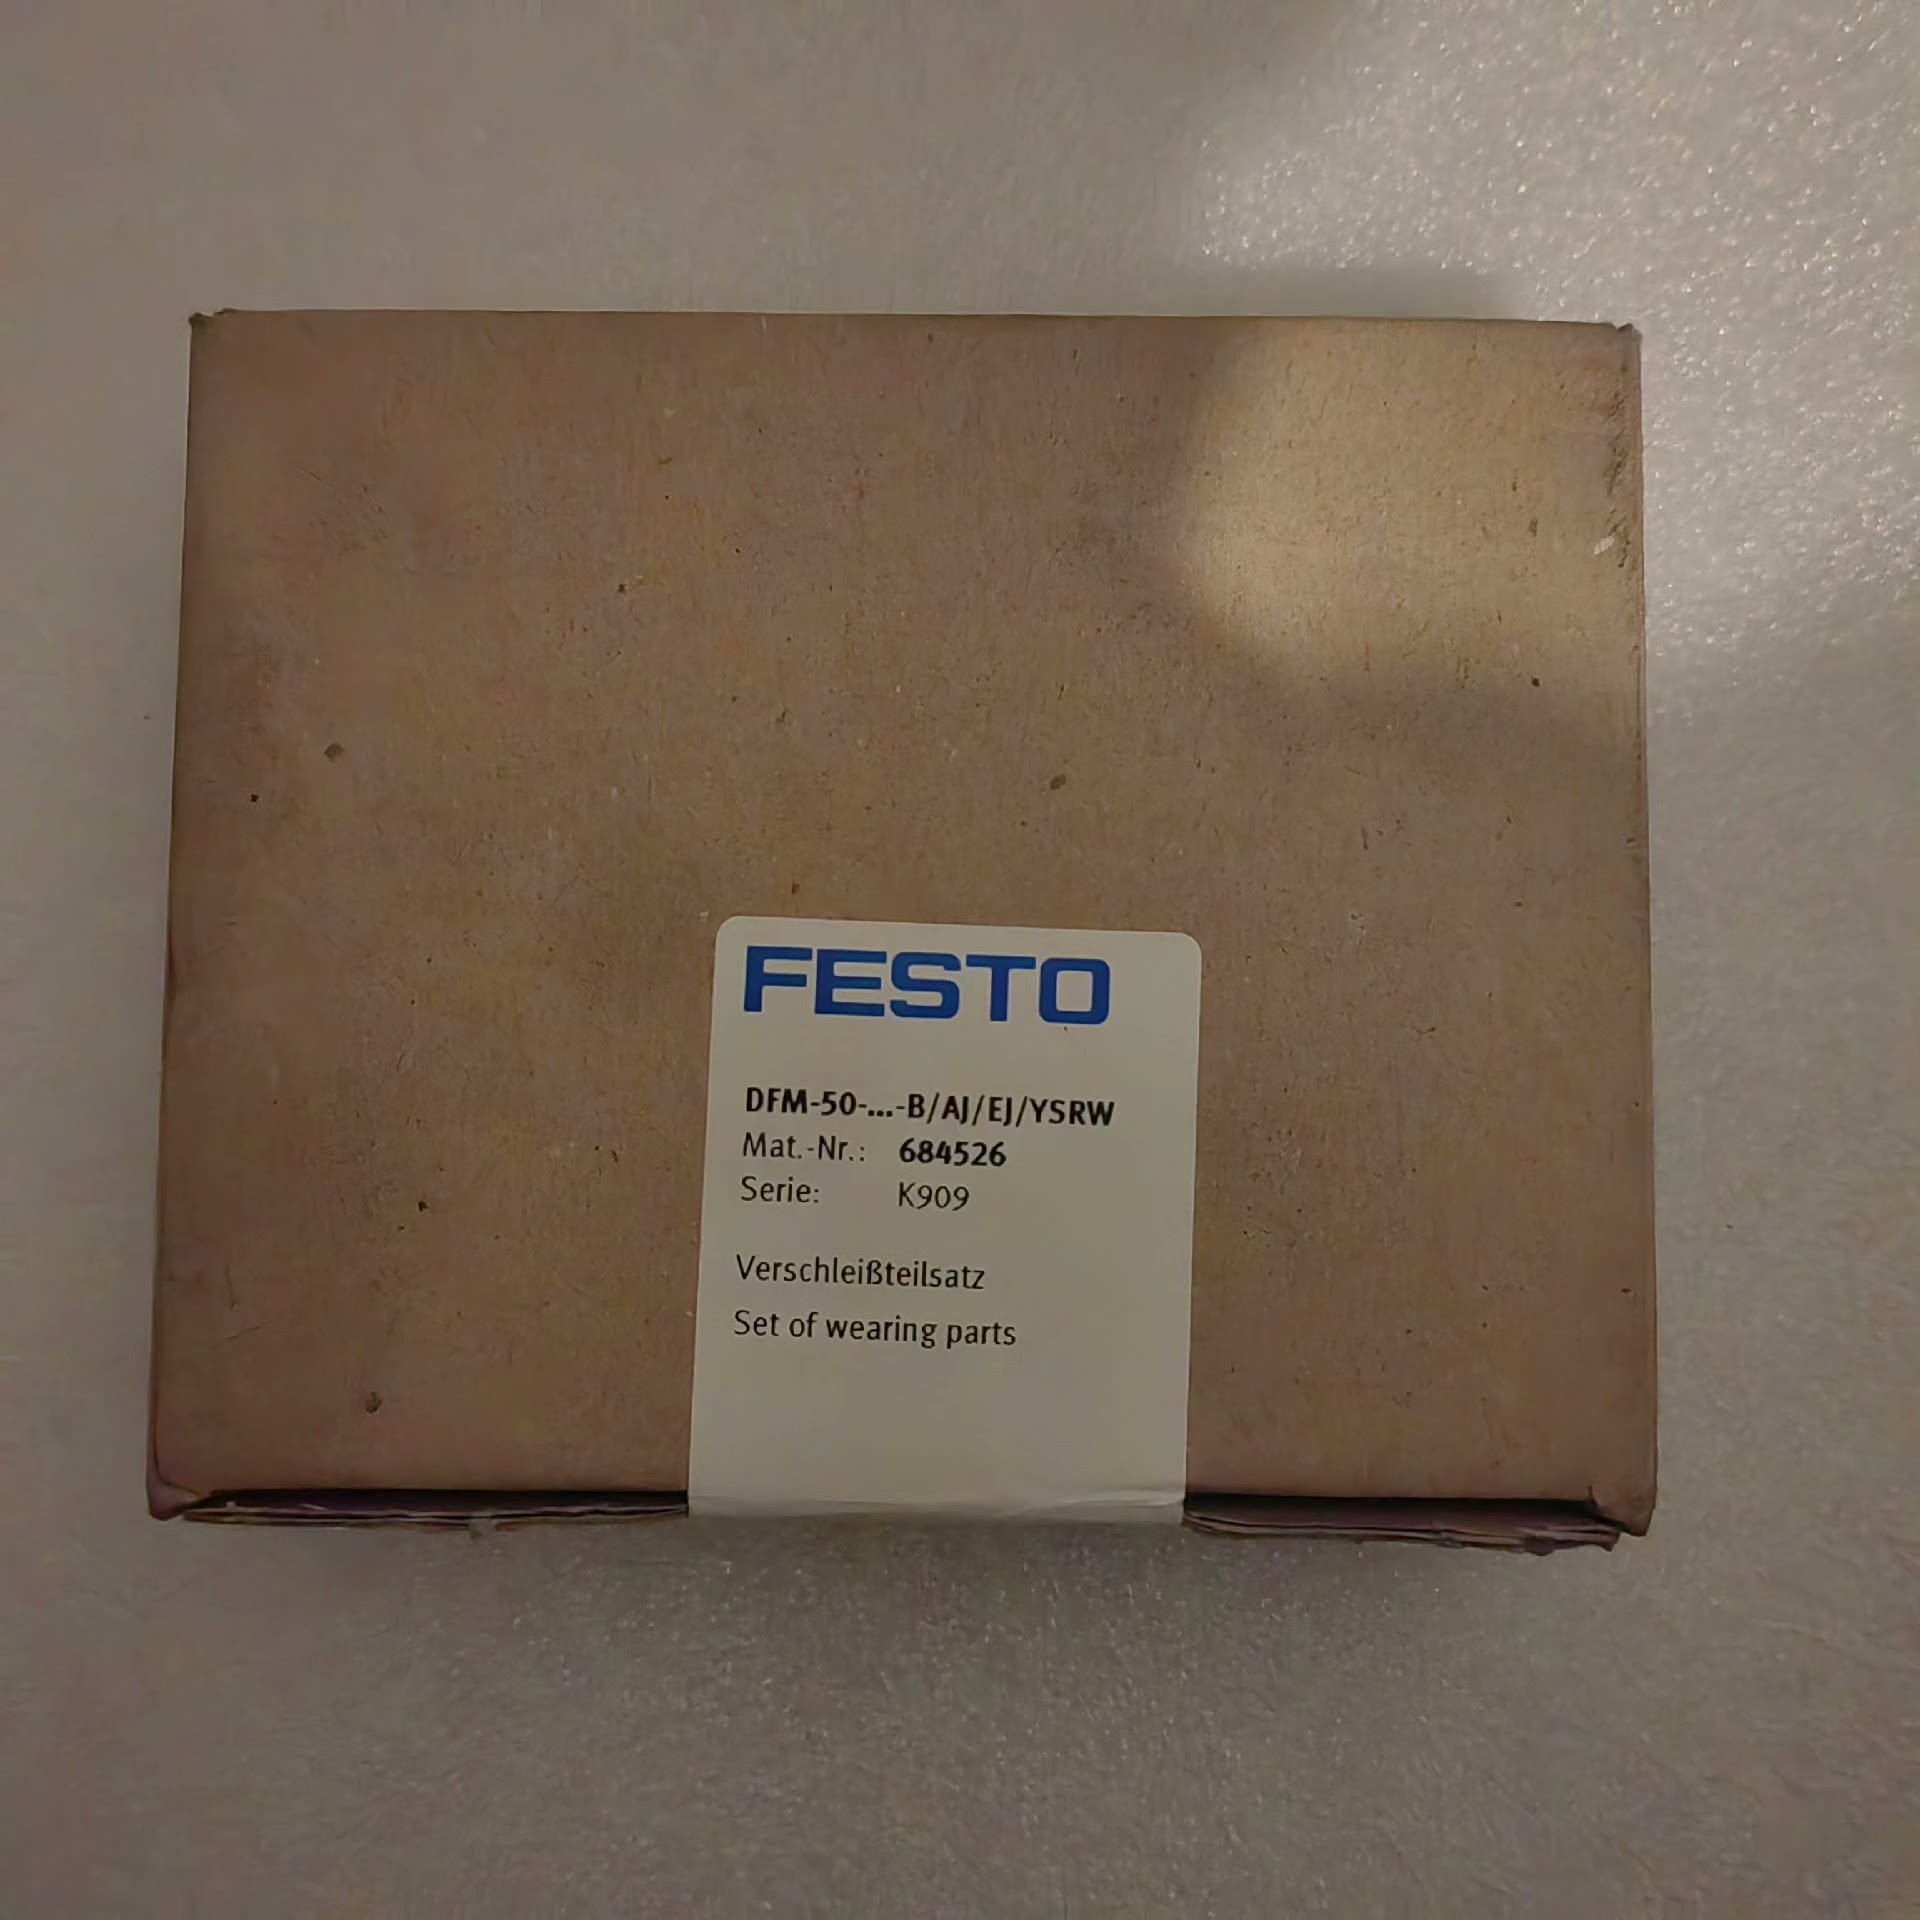 FESTO
DFM-50-...-B/AJ/EJ/YSRW
Mat.-Nr.: 684526
Serie: K909
Verschleißteilsatz
Set of wearing parts